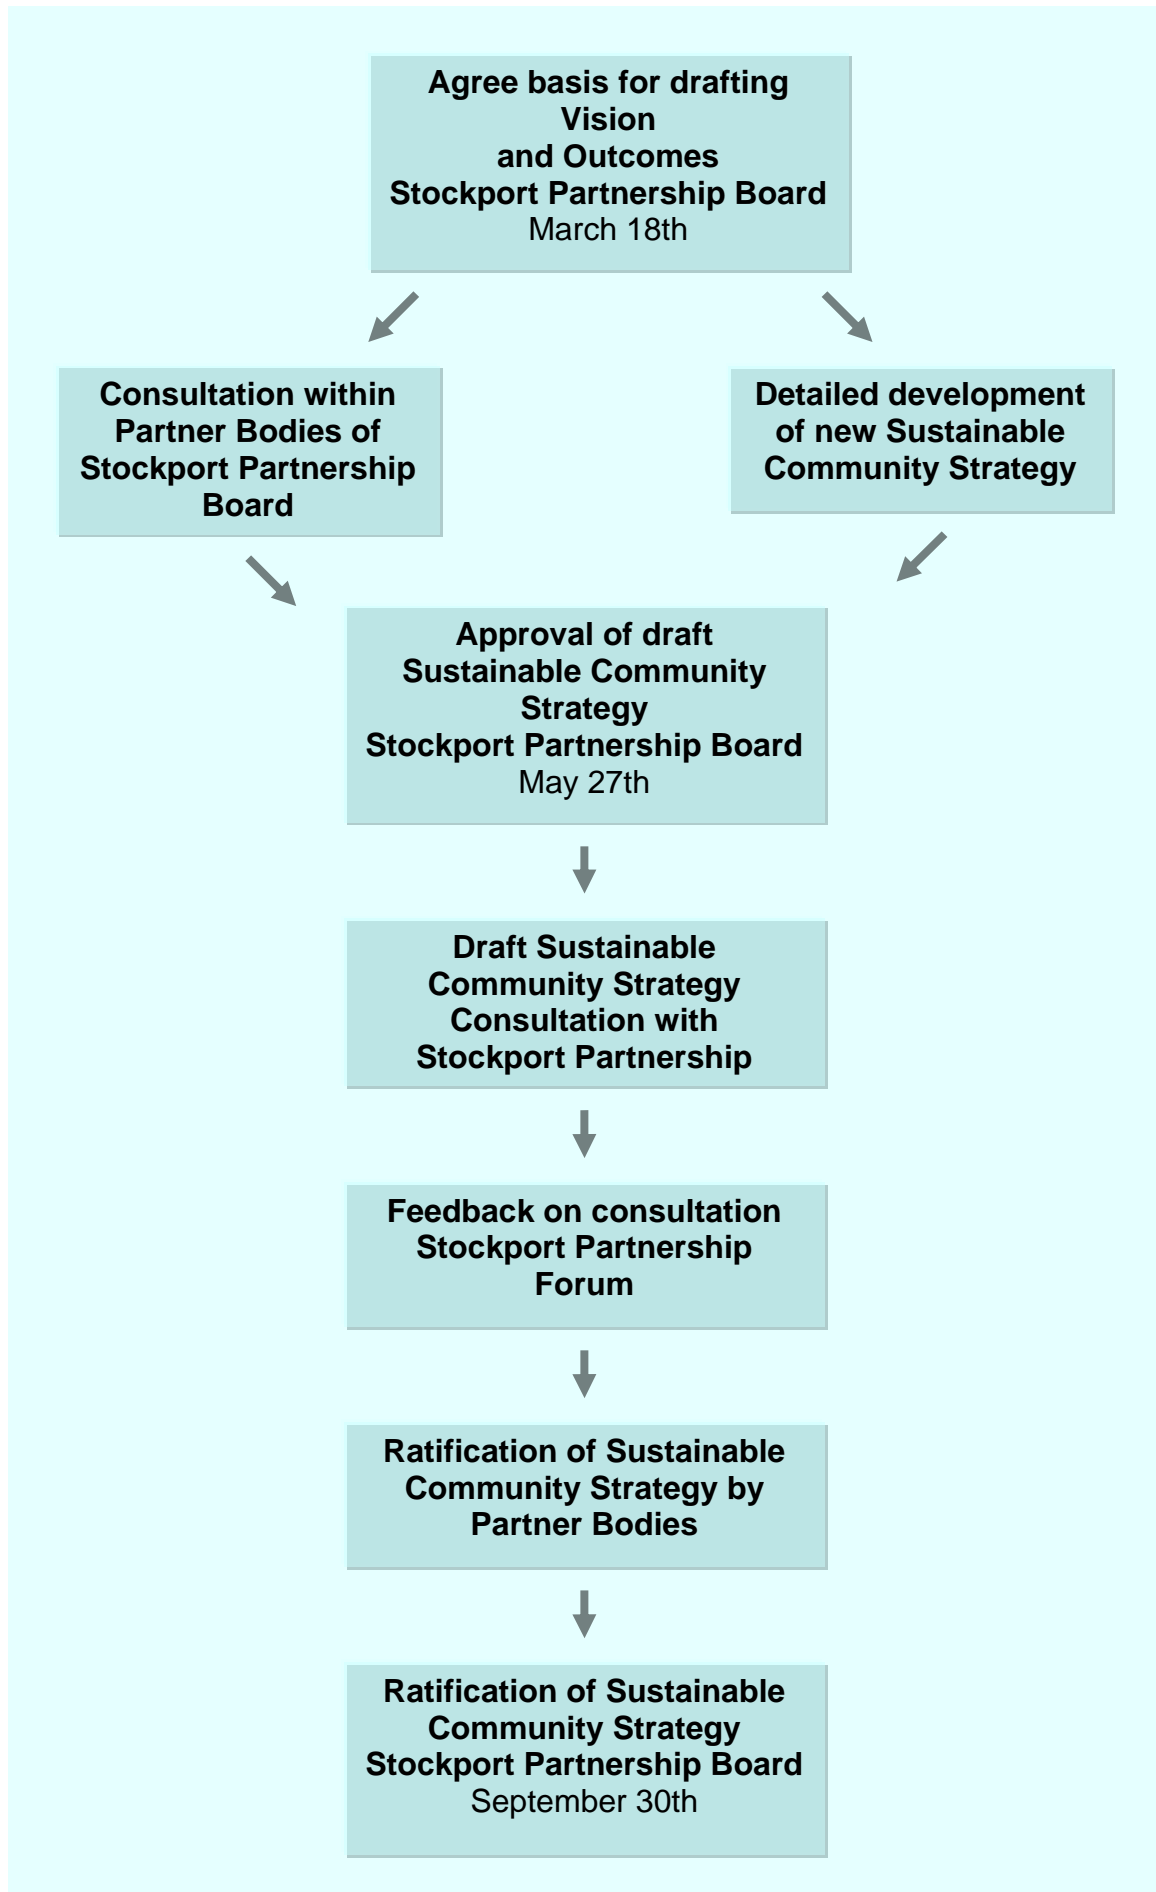 Agree basis for drafting
Vision
and Outcomes
Stockport Partnership Board
March 18th
Consultation within
Partner Bodies of
Stockport Partnership
Board
Detailed development
of new Sustainable
Community Strategy
Approval of draft
Sustainable Community
Strategy
Stockport Partnership Board
May 27th
Draft Sustainable
Community Strategy
Consultation with
Stockport Partnership
Feedback on consultation
Stockport Partnership
Forum
Ratification of Sustainable
Community Strategy by
Partner Bodies
Ratification of Sustainable
Community Strategy
Stockport Partnership Board
September 30th